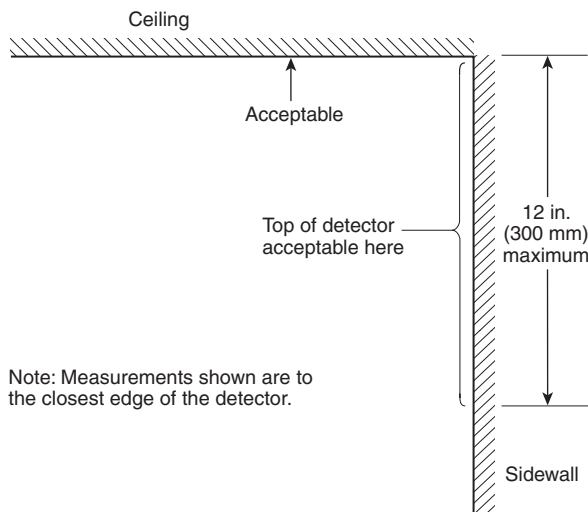 Ceiling
Acceptable
Top of detector
acceptable here
12 in.
(300 mm)
maximum
Note: Measurements shown are to
the closest edge of the detector.
Sidewall